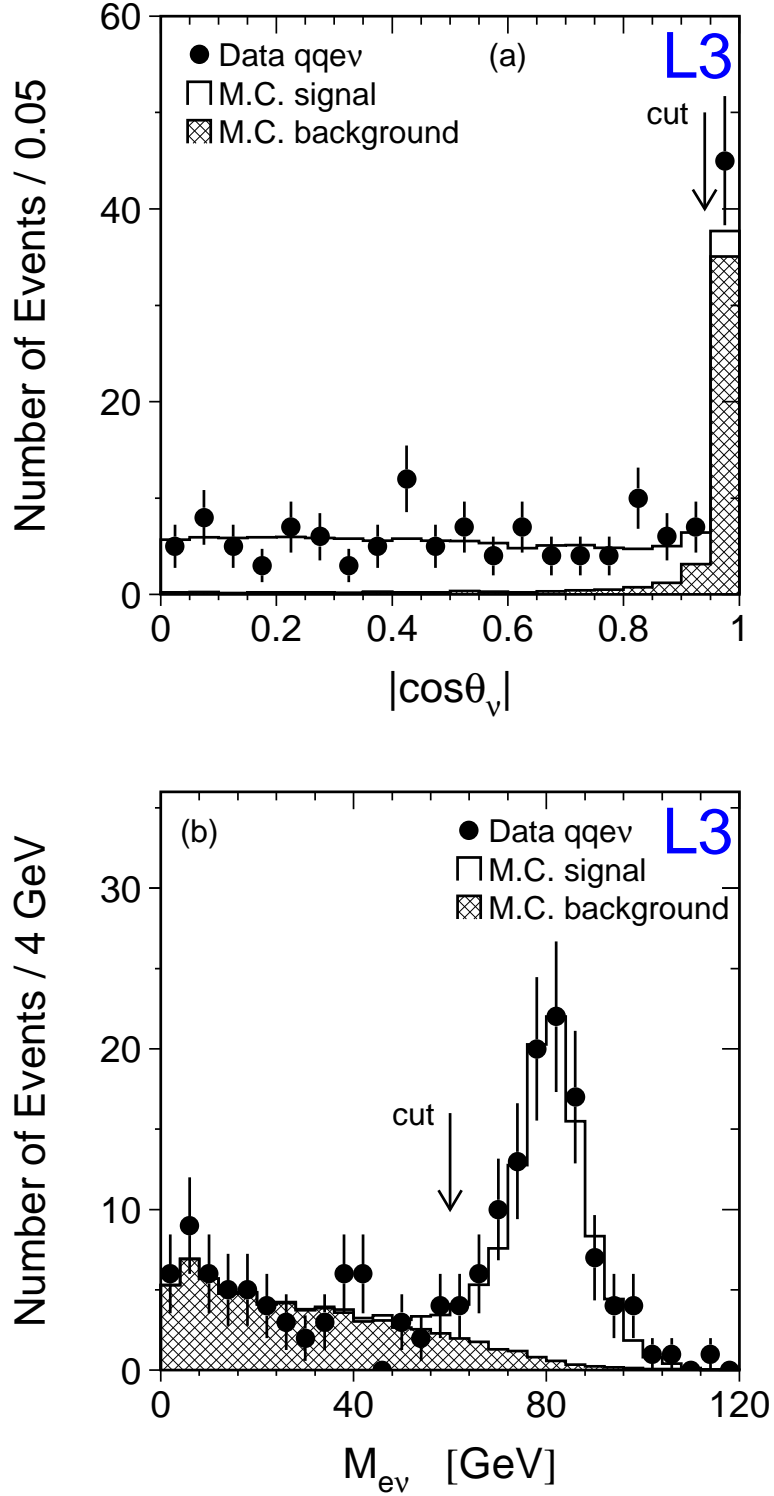 60
40
20
0
Number of Events / 0.05
Data qqeν
M.C. signal
M.C. background
(a)
L3
cut
0 0.2 0.4 0.6 0.8 1
|cosθν|
30
20
10
0
Number of Events / 4 GeV
(b)
Data qqeν
M.C. signal
M.C. background
L3
cut
0 40 80 120
Meν [GeV]